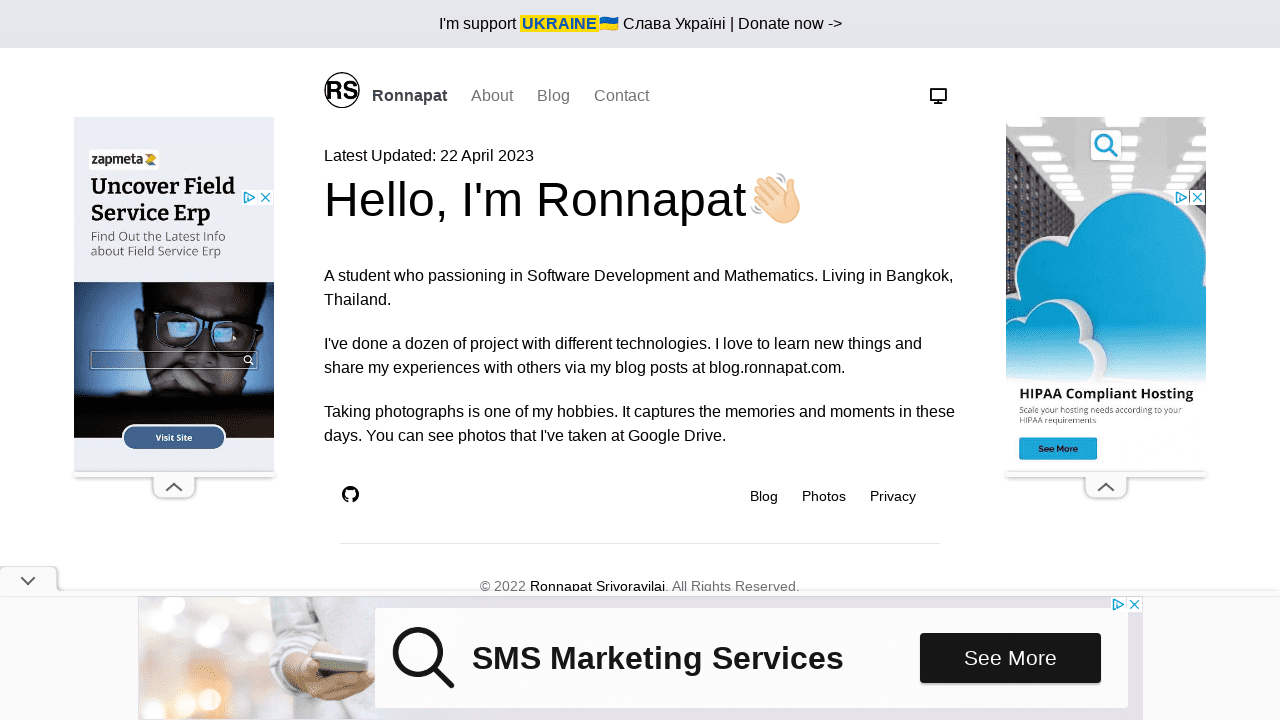 I'm support UKRAINE🇺🇦 Слава Україні | Donate now ->
RS Ronnapat About Blog Contact
zapmeta
Uncover Field
Service Erp
Find Out the Latest Info
about Field Service Erp
Visit Site
Latest Updated: 22 April 2023
Hello, I'm Ronnapat👋🏻
A student who passioning in Software Development and Mathematics. Living in Bangkok,
Thailand.
I've done a dozen of project with different technologies. I love to learn new things and
share my experiences with others via my blog posts at blog.ronnapat.com.
Taking photographs is one of my hobbies. It captures the memories and moments in these
days. You can see photos that I've taken at Google Drive.
HIPAA Compliant Hosting
Scale your hosting needs according to your
HIPAA requirements
See More
Blog Photos Privacy
© 2022 Ronnapat Srivoravilai. All Rights Reserved.
SMS Marketing Services
See More